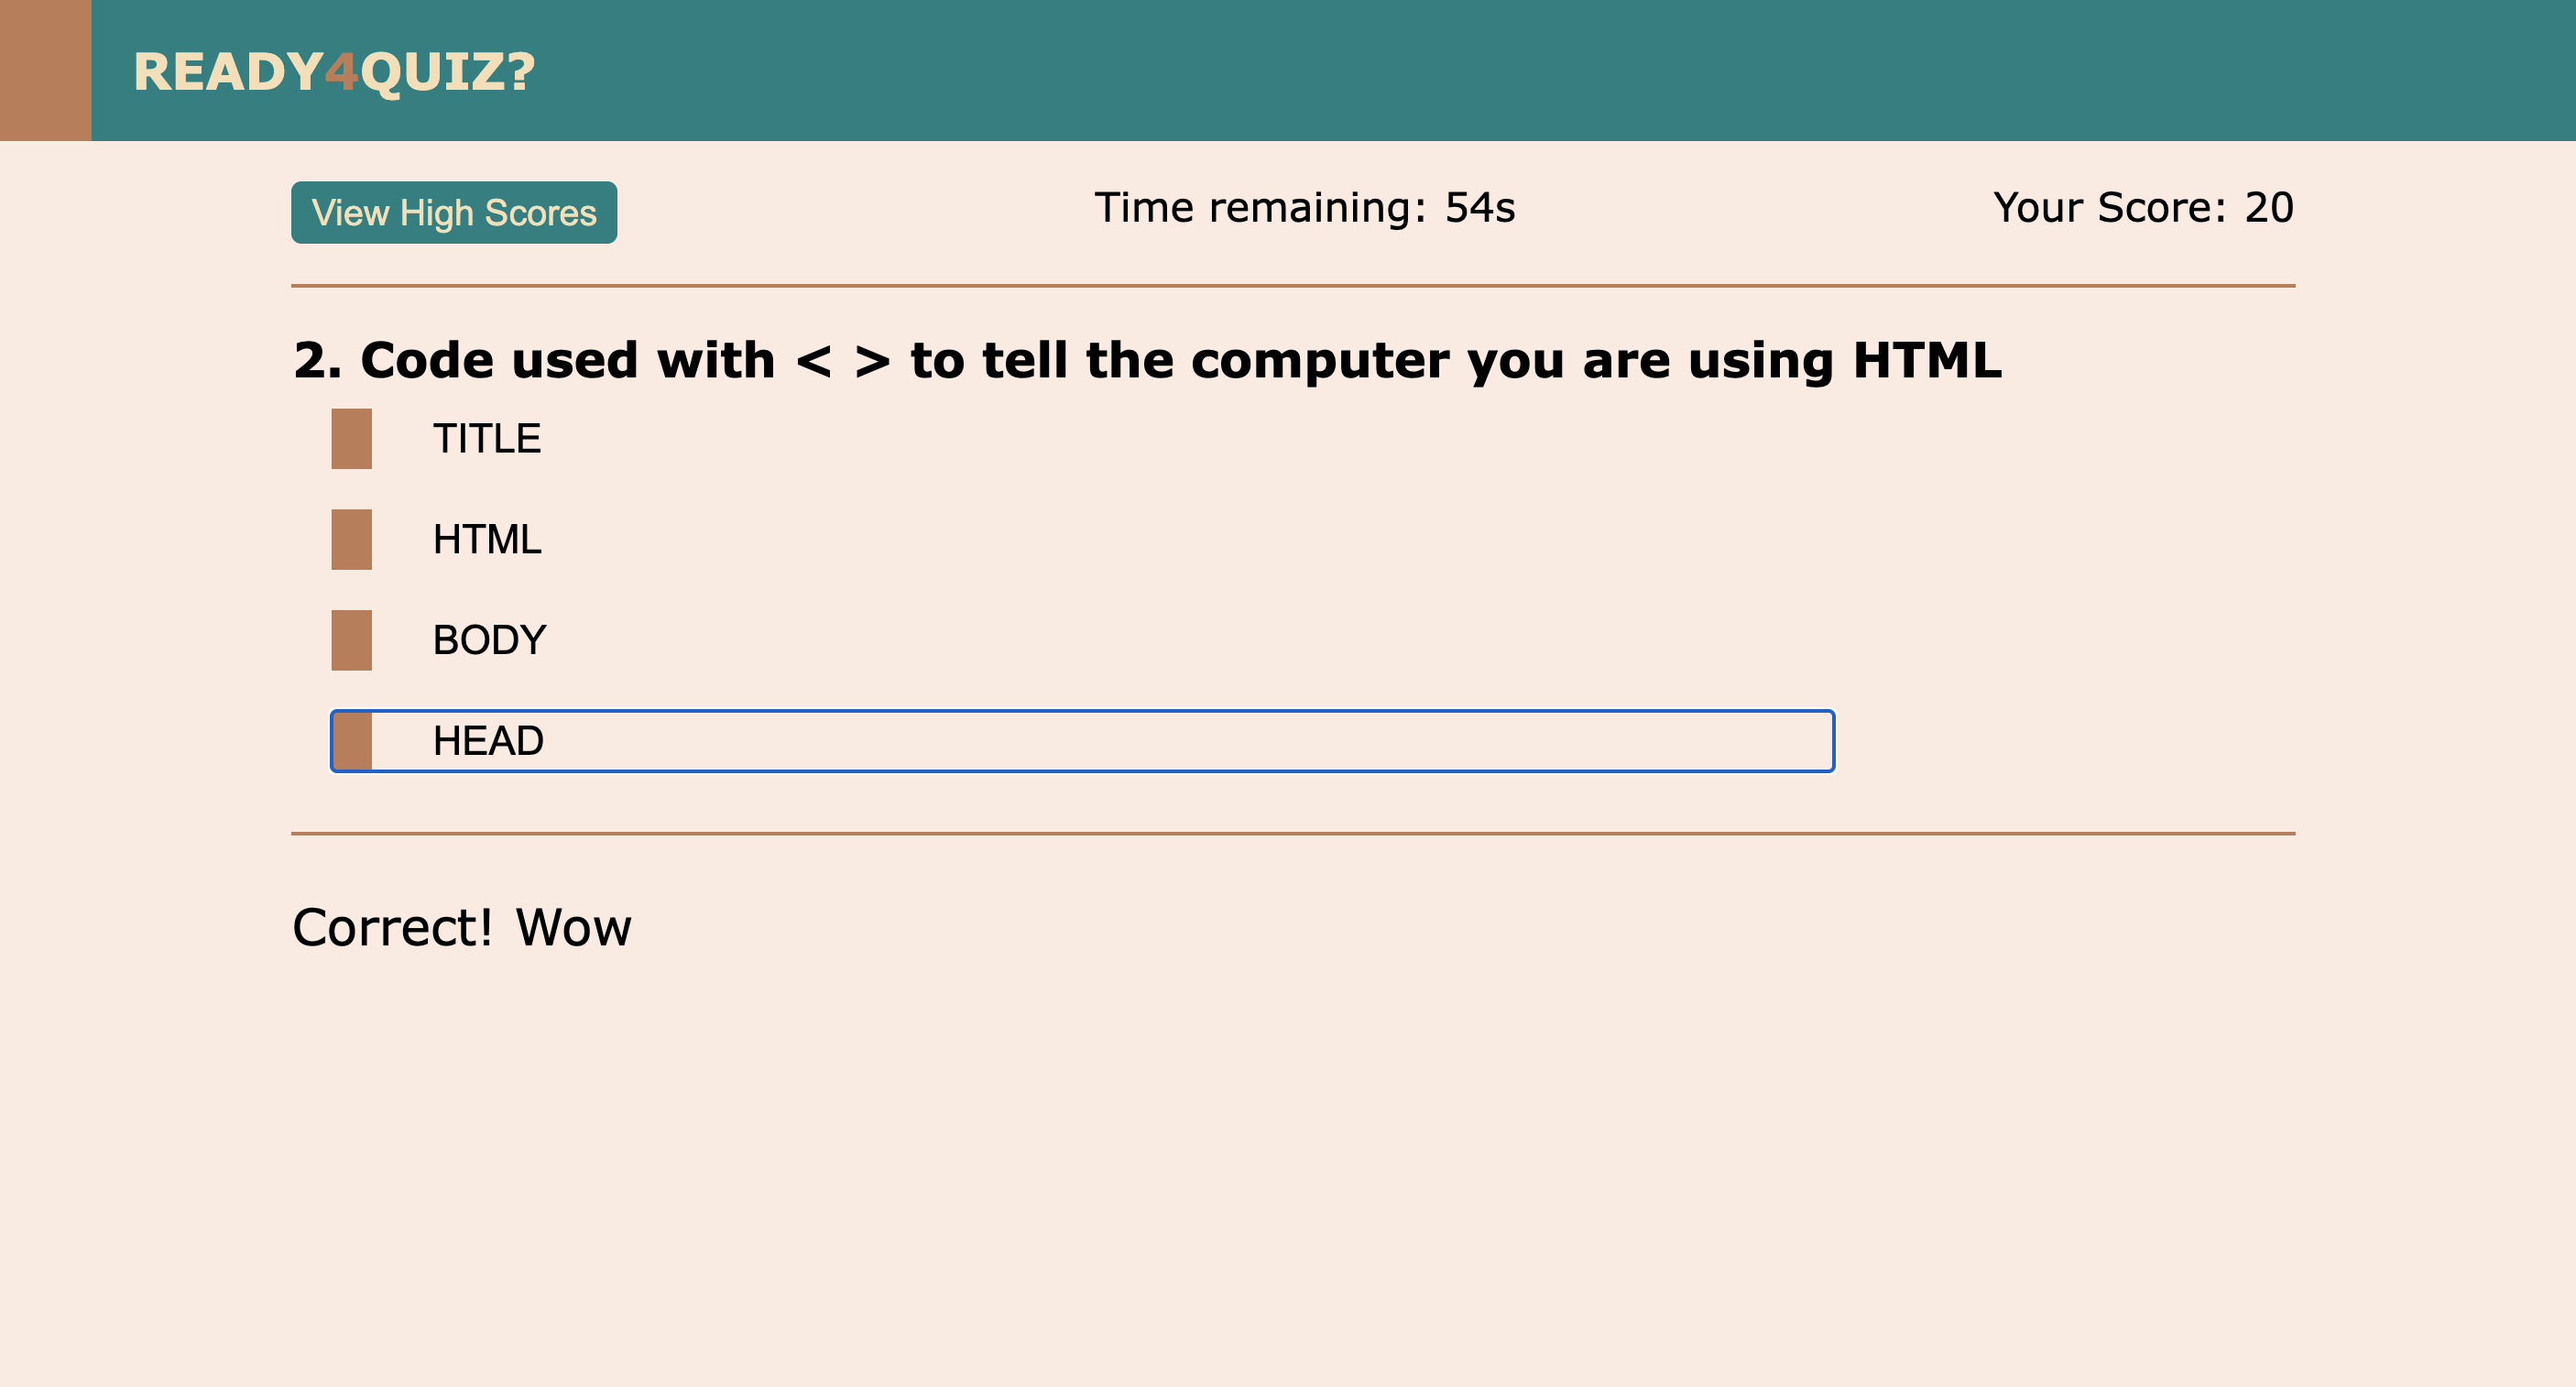 READY4QUIZ?
View High Scores
Time remaining: 54s
Your Score: 20
2. Code used with < > to tell the computer you are using HTML
TITLE
HTML
BODY
HEAD
Correct! Wow